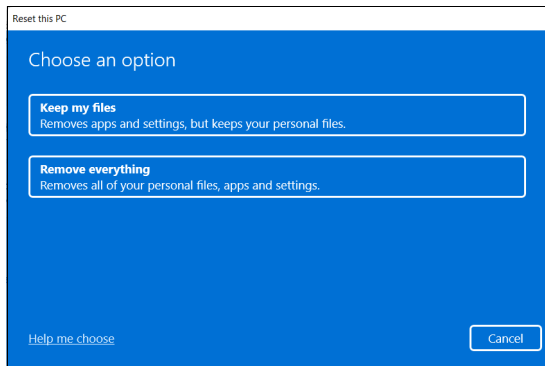 Reset this PC
Choose an option
Keep my files
Removes apps and settings, but keeps your personal files.
Remove everything
Removes all of your personal files, apps and settings.
Help me choose
Cancel